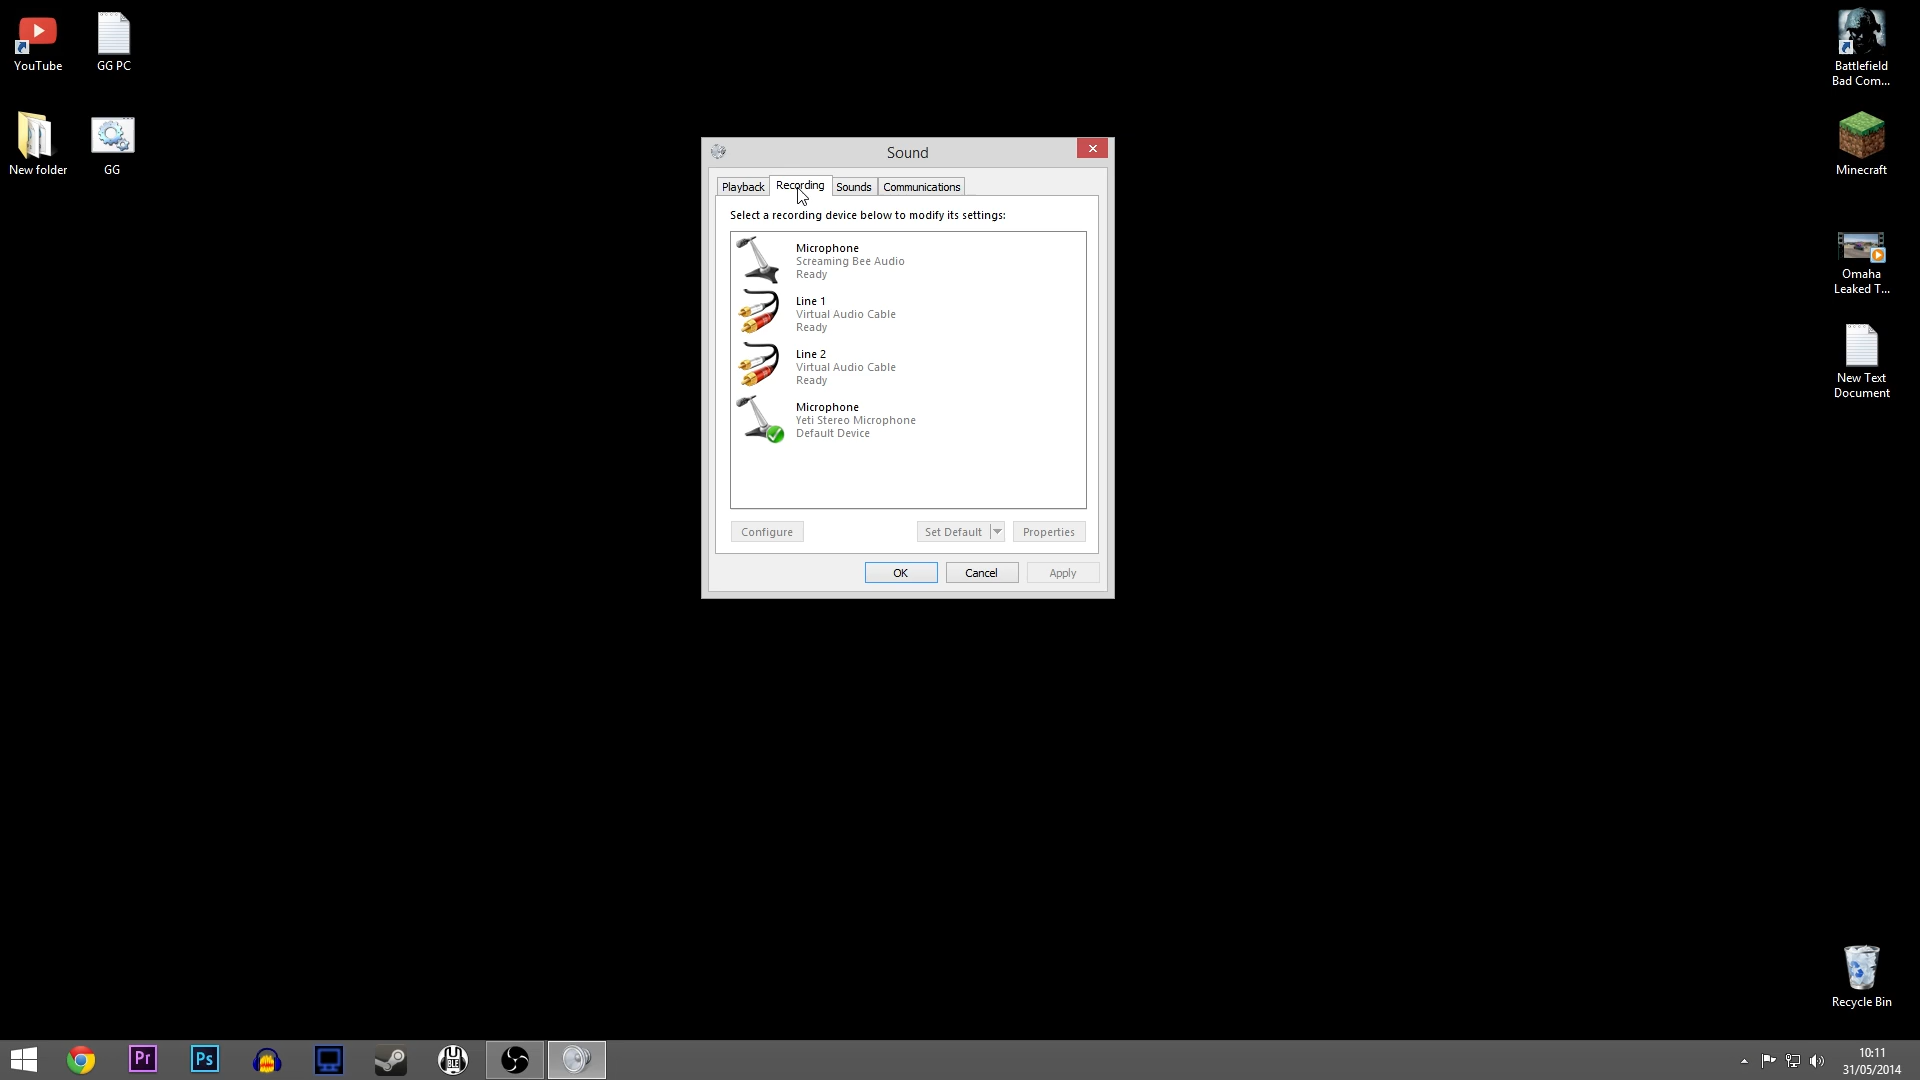 YouTube
GG PC
New folder
GG
Sound
Playback
Recording
Sounds
Communications
Select a recording device below to modify its settings:
Microphone
Screaming Bee Audio
Ready
Line 1
Virtual Audio Cable
Ready
Line 2
Virtual Audio Cable
Ready
Microphone
Yeti Stereo Microphone
Default Device
Configure
Set Default
Properties
OK
Cancel
Apply
Battlefield
Bad Com...
Minecraft
Omaha
Leaked T...
New Text
Document
Recycle Bin
Pr
Ps
10:11
31/05/2014